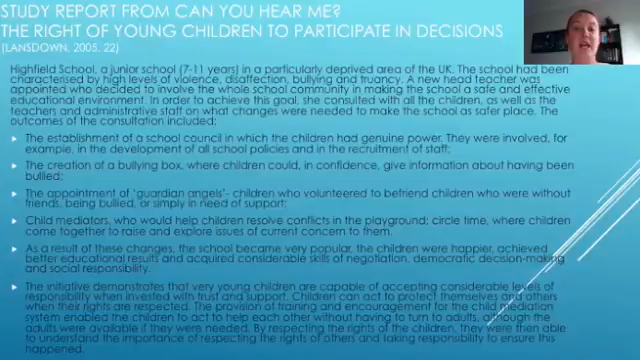 STUDY REPORT FROM CAN YOU HEAR ME?
THE RIGHT OF YOUNG CHILDREN TO PARTICIPATE IN DECISIONS
(LANSDOWN, 2005, 22)
Highfield School, a junior school (7-11 years) in a particularly deprived area of the UK. The school had been
characterised by high levels of violence, disaffection, bullying and truancy. A new head teacher was
appointed who decided to involve the whole school community in making the school a safe and effective
educational environment. In order to achieve this goal, she consulted with all the children, as well as the
teachers and administrative staff on what changes were needed to make the school as safer place. The
outcomes of the consultation included:
The establishment of a school council in which the children had genuine power. They were involved, for
example, in the development of all school policies and in the recruitment of staff;
The creation of a bullying box, where children could, in confidence, give information about having been
bullied;
The appointment of 'guardian angels'- children who volunteered to befriend children who were without
friends, being bullied, or simply in need of support;
Child mediators, who would help children resolve conflicts in the playground; circle time, where children
come together to raise and explore issues of current concern to them.
As a result of these changes, the school became very popular, the children were happier, achieved
better educational results and acquired considerable skills of negotiation, democratic decision-making
and social responsibility.
The initiative demonstrates that very young children are capable of accepting considerable levels of
responsibility when invested with trust and support. Children can act to protect themselves and others
when their rights are respected. The provision of training and encouragement for the child mediation
system enabled the children to act to help each other without having to turn to adults, although the
adults were available if they were needed. By respecting the rights of the children, they were then able
to understand the importance of respecting the rights of others and taking responsibility to ensure this
happened.